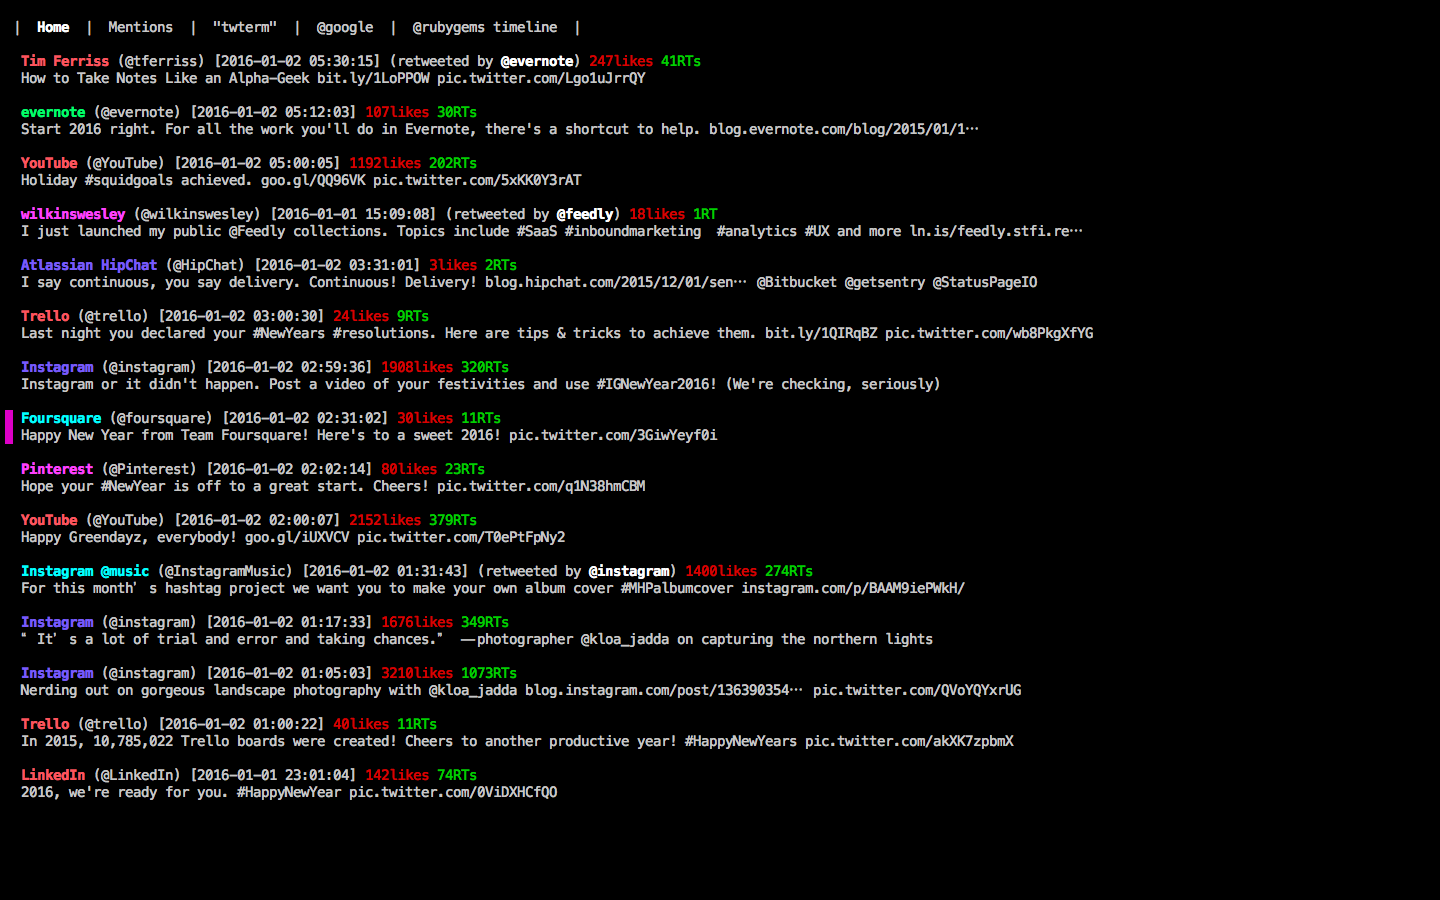 |  Home  |  Mentions  |  "twterm"  |  @google  |  @rubygems timeline  |
Tim Ferriss (@tferriss) [2016-01-02 05:30:15] (retweeted by @evernote) 247likes 41RTs
How to Take Notes Like an Alpha-Geek bit.ly/1LoPPOW pic.twitter.com/Lgo1uJrrQY
evernote (@evernote) [2016-01-02 05:12:03] 107likes 30RTs
Start 2016 right. For all the work you'll do in Evernote, there's a shortcut to help. blog.evernote.com/blog/2015/01/1…
YouTube (@YouTube) [2016-01-02 05:00:05] 1192likes 202RTs
Holiday #squidgoals achieved. goo.gl/QQ96VK pic.twitter.com/5xKK0Y3rAT
wilkinswesley (@wilkinswesley) [2016-01-01 15:09:08] (retweeted by @feedly) 18likes 1RT
I just launched my public @Feedly collections. Topics include #SaaS #inboundmarketing  #analytics #UX and more ln.is/feedly.stfi.re…
Atlassian HipChat (@HipChat) [2016-01-02 03:31:01] 3likes 2RTs
I say continuous, you say delivery. Continuous! Delivery! blog.hipchat.com/2015/12/01/sen… @Bitbucket @getsentry @StatusPageIO
Trello (@trello) [2016-01-02 03:00:30] 24likes 9RTs
Last night you declared your #NewYears #resolutions. Here are tips & tricks to achieve them. bit.ly/1QIRqBZ pic.twitter.com/wb8PkgXfYG
Instagram (@instagram) [2016-01-02 02:59:36] 1908likes 320RTs
Instagram or it didn't happen. Post a video of your festivities and use #IGNewYear2016! (We're checking, seriously)
Foursquare (@foursquare) [2016-01-02 02:31:02] 30likes 11RTs
Happy New Year from Team Foursquare! Here's to a sweet 2016! pic.twitter.com/3GiwYeyf0i
Pinterest (@Pinterest) [2016-01-02 02:02:14] 80likes 23RTs
Hope your #NewYear is off to a great start. Cheers! pic.twitter.com/q1N38hmCBM
YouTube (@YouTube) [2016-01-02 02:00:07] 2152likes 379RTs
Happy Greendayz, everybody! goo.gl/iUXVCV pic.twitter.com/T0ePtFpNy2
Instagram @music (@InstagramMusic) [2016-01-02 01:31:43] (retweeted by @instagram) 1400likes 274RTs
For this month’s hashtag project we want you to make your own album cover #MHPalbumcover instagram.com/p/BAAM9iePWkH/
Instagram (@instagram) [2016-01-02 01:17:33] 1676likes 349RTs
“It’s a lot of trial and error and taking chances.” —photographer @kloa_jadda on capturing the northern lights
Instagram (@instagram) [2016-01-02 01:05:03] 3210likes 1073RTs
Nerding out on gorgeous landscape photography with @kloa_jadda blog.instagram.com/post/136390354… pic.twitter.com/QVoYQYxrUG
Trello (@trello) [2016-01-02 01:00:22] 40likes 11RTs
In 2015, 10,785,022 Trello boards were created! Cheers to another productive year! #HappyNewYears pic.twitter.com/akXK7zpbmX
LinkedIn (@LinkedIn) [2016-01-01 23:01:04] 142likes 74RTs
2016, we're ready for you. #HappyNewYear pic.twitter.com/0ViDXHCfQO